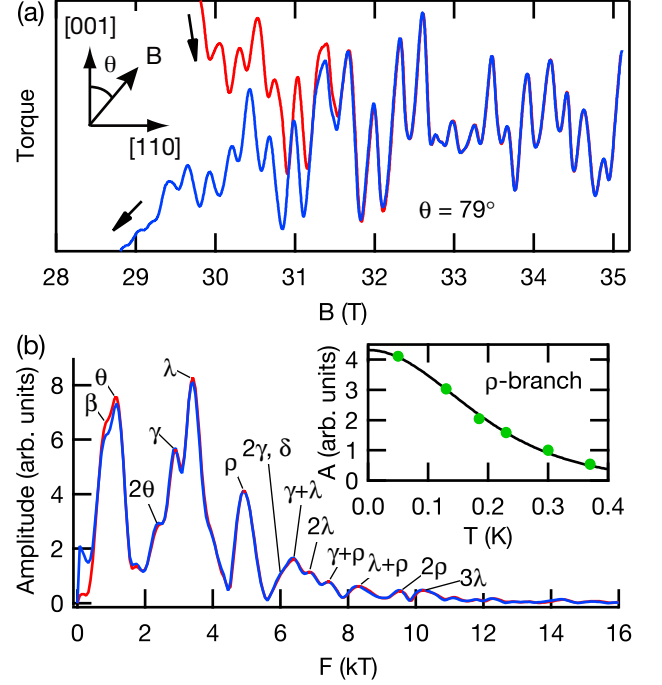 (a)
[001]
θ
B
[110]
Torque
θ = 79°
28 29 30 31 32 33 34 35
B (T)
(b)
Amplitude (arb. units)
8
6
4
2
0
β
θ
2θ
γ
λ
ρ
2γ, δ
γ+λ
2λ
γ+ρ
λ+ρ
2ρ
3λ
0 2 4 6 8 10 12 14 16
F (kT)
A (arb. units)
4
3
2
1
0
ρ-branch
0.0 0.1 0.2 0.3 0.4
T (K)